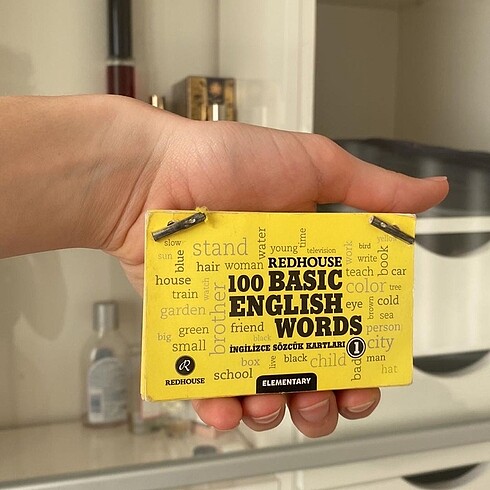 slow
sun
blue
stand
water
young
time
television
work
yellow
bird
write
book
hair
woman
REDHOUSE
teach
car
house
watch
100 BASIC
color
tree
train
brother
ENGLISH
eye
brown
cold
garden
WORDS
sea
green
friend
person
big
black
small
İNGİLİZCE SÖZCÜK KARTLARI 1
city
box
live
black
child
bad
man
hat
R
REDHOUSE
school
ELEMENTARY